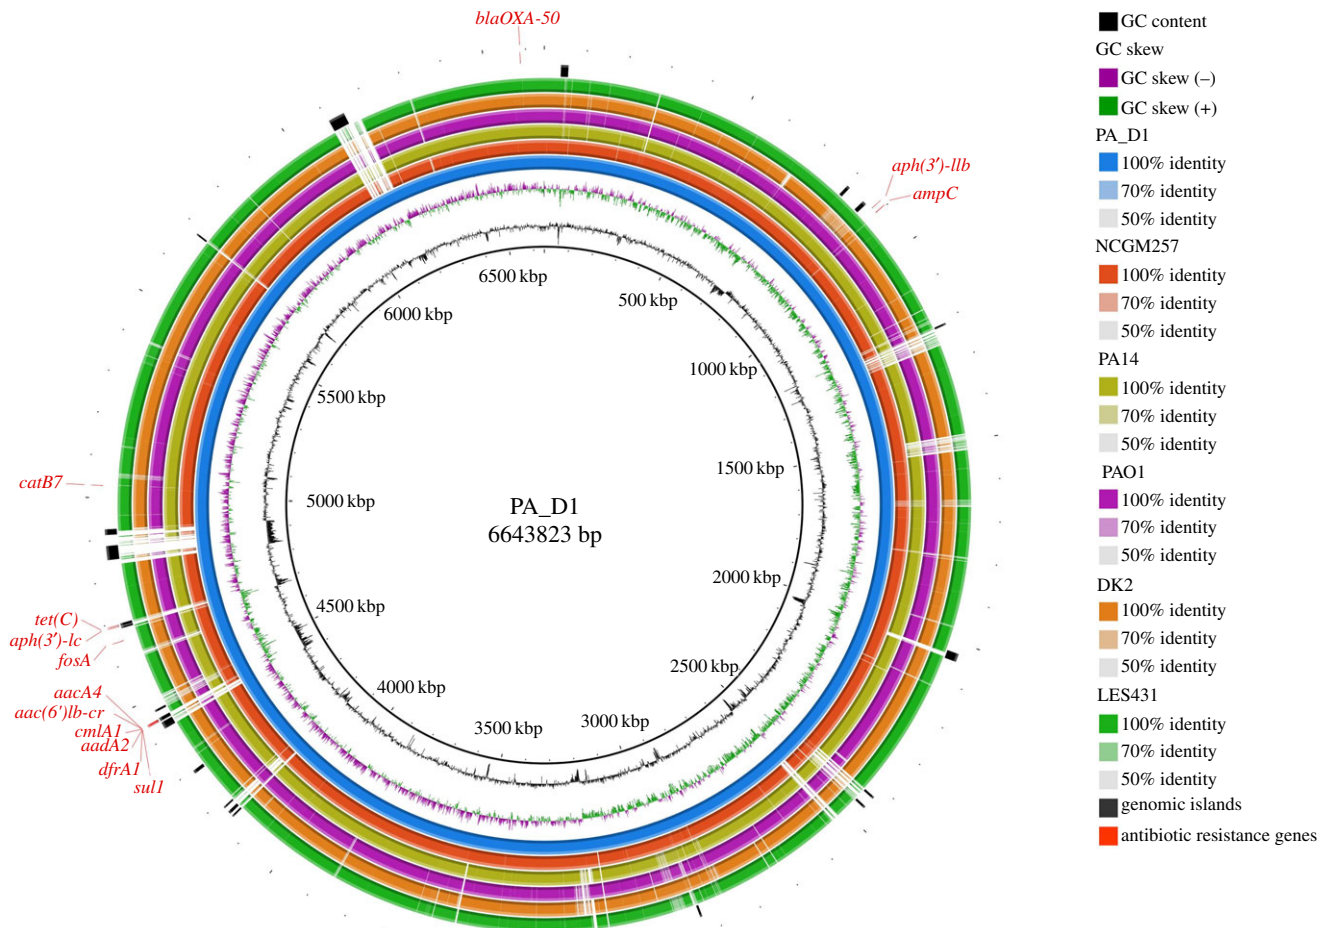 blaOXA-50
aph(3′)-llb
ampC
catB7
tet(C)
aph(3′)-lc
fosA
aacA4
aac(6′)lb-cr
cmlA1
aadA2
dfrA1
sul1
6500 kbp
500 kbp
1000 kbp
1500 kbp
2000 kbp
2500 kbp
3000 kbp
3500 kbp
4000 kbp
4500 kbp
5000 kbp
5500 kbp
6000 kbp
PA_D1
6643823 bp
GC content
GC skew
GC skew (–)
GC skew (+)
PA_D1
100% identity
70% identity
50% identity
NCGM257
100% identity
70% identity
50% identity
PA14
100% identity
70% identity
50% identity
PAO1
100% identity
70% identity
50% identity
DK2
100% identity
70% identity
50% identity
LES431
100% identity
70% identity
50% identity
genomic islands
antibiotic resistance genes